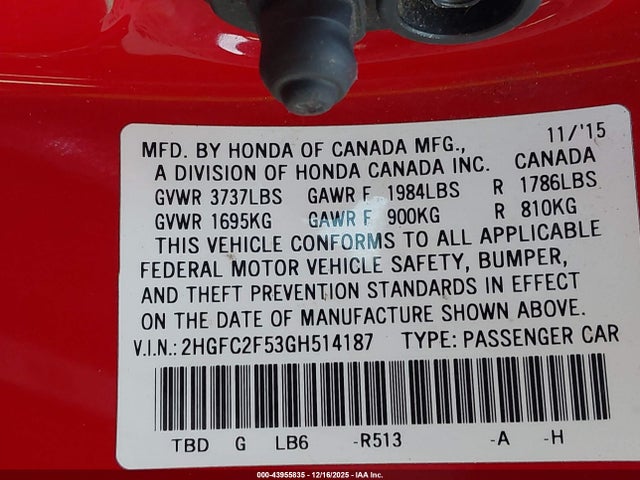 MFD. BY HONDA OF CANADA MFG., 11/'15
A DIVISION OF HONDA CANADA INC. CANADA
GVWR 3737LBS GAWR F 1984LBS R 1786LBS
GVWR 1695KG GAWR F 900KG R 810KG
THIS VEHICLE CONFORMS TO ALL APPLICABLE
FEDERAL MOTOR VEHICLE SAFETY, BUMPER,
AND THEFT PREVENTION STANDARDS IN EFFECT
ON THE DATE OF MANUFACTURE SHOWN ABOVE.
V.I.N.: 2HGFC2F53GH514187 TYPE: PASSENGER CAR
TBD G LB6 -R513 -A -H
000-43955835 - 12/16/2025 - IAA Inc.